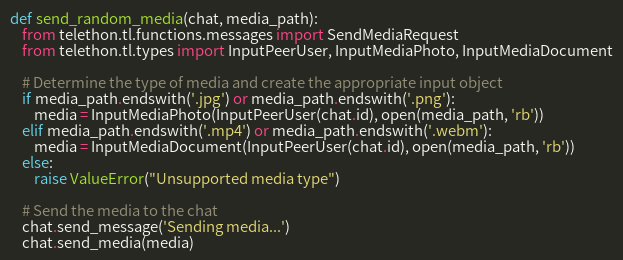 def send_random_media(chat, media_path):
from telethon.tl.functions.messages import SendMediaRequest
from telethon.tl.types import InputPeerUser, InputMediaPhoto, InputMediaDocument
# Determine the type of media and create the appropriate input object
if media_path.endswith('.jpg') or media_path.endswith('.png'):
media = InputMediaPhoto(InputPeerUser(chat.id), open(media_path, 'rb'))
elif media_path.endswith('.mp4') or media_path.endswith('.webm'):
media = InputMediaDocument(InputPeerUser(chat.id), open(media_path, 'rb'))
else:
raise ValueError("Unsupported media type")
# Send the media to the chat
chat.send_message('Sending media...')
chat.send_media(media)